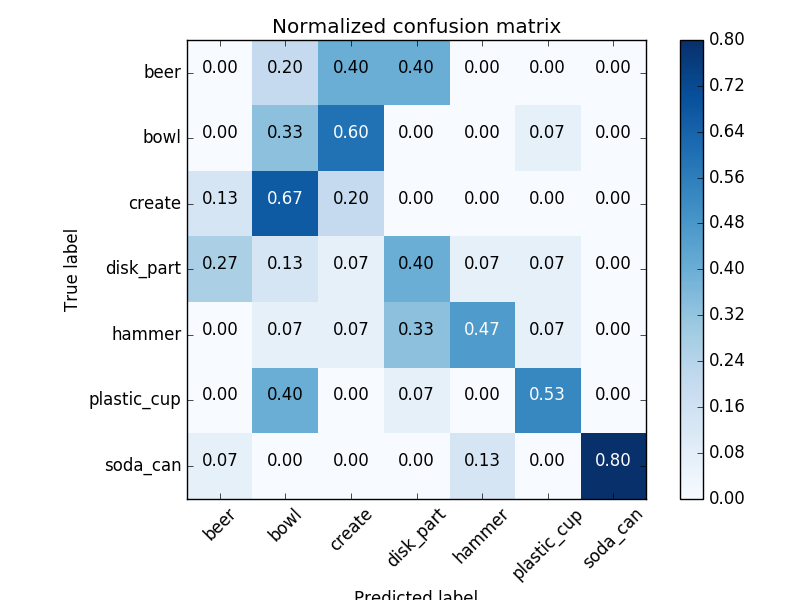 Normalized confusion matrix
True label
beer 0.00 0.20 0.40 0.40 0.00 0.00 0.00
bowl 0.00 0.33 0.60 0.00 0.00 0.07 0.00
create 0.13 0.67 0.20 0.00 0.00 0.00 0.00
disk_part 0.27 0.13 0.07 0.40 0.07 0.07 0.00
hammer 0.00 0.07 0.07 0.33 0.47 0.07 0.00
plastic_cup 0.00 0.40 0.00 0.07 0.00 0.53 0.00
soda_can 0.07 0.00 0.00 0.00 0.13 0.00 0.80
beer bowl create disk_part hammer plastic_cup soda_can
Predicted label
0.80
0.72
0.64
0.56
0.48
0.40
0.32
0.24
0.16
0.08
0.00